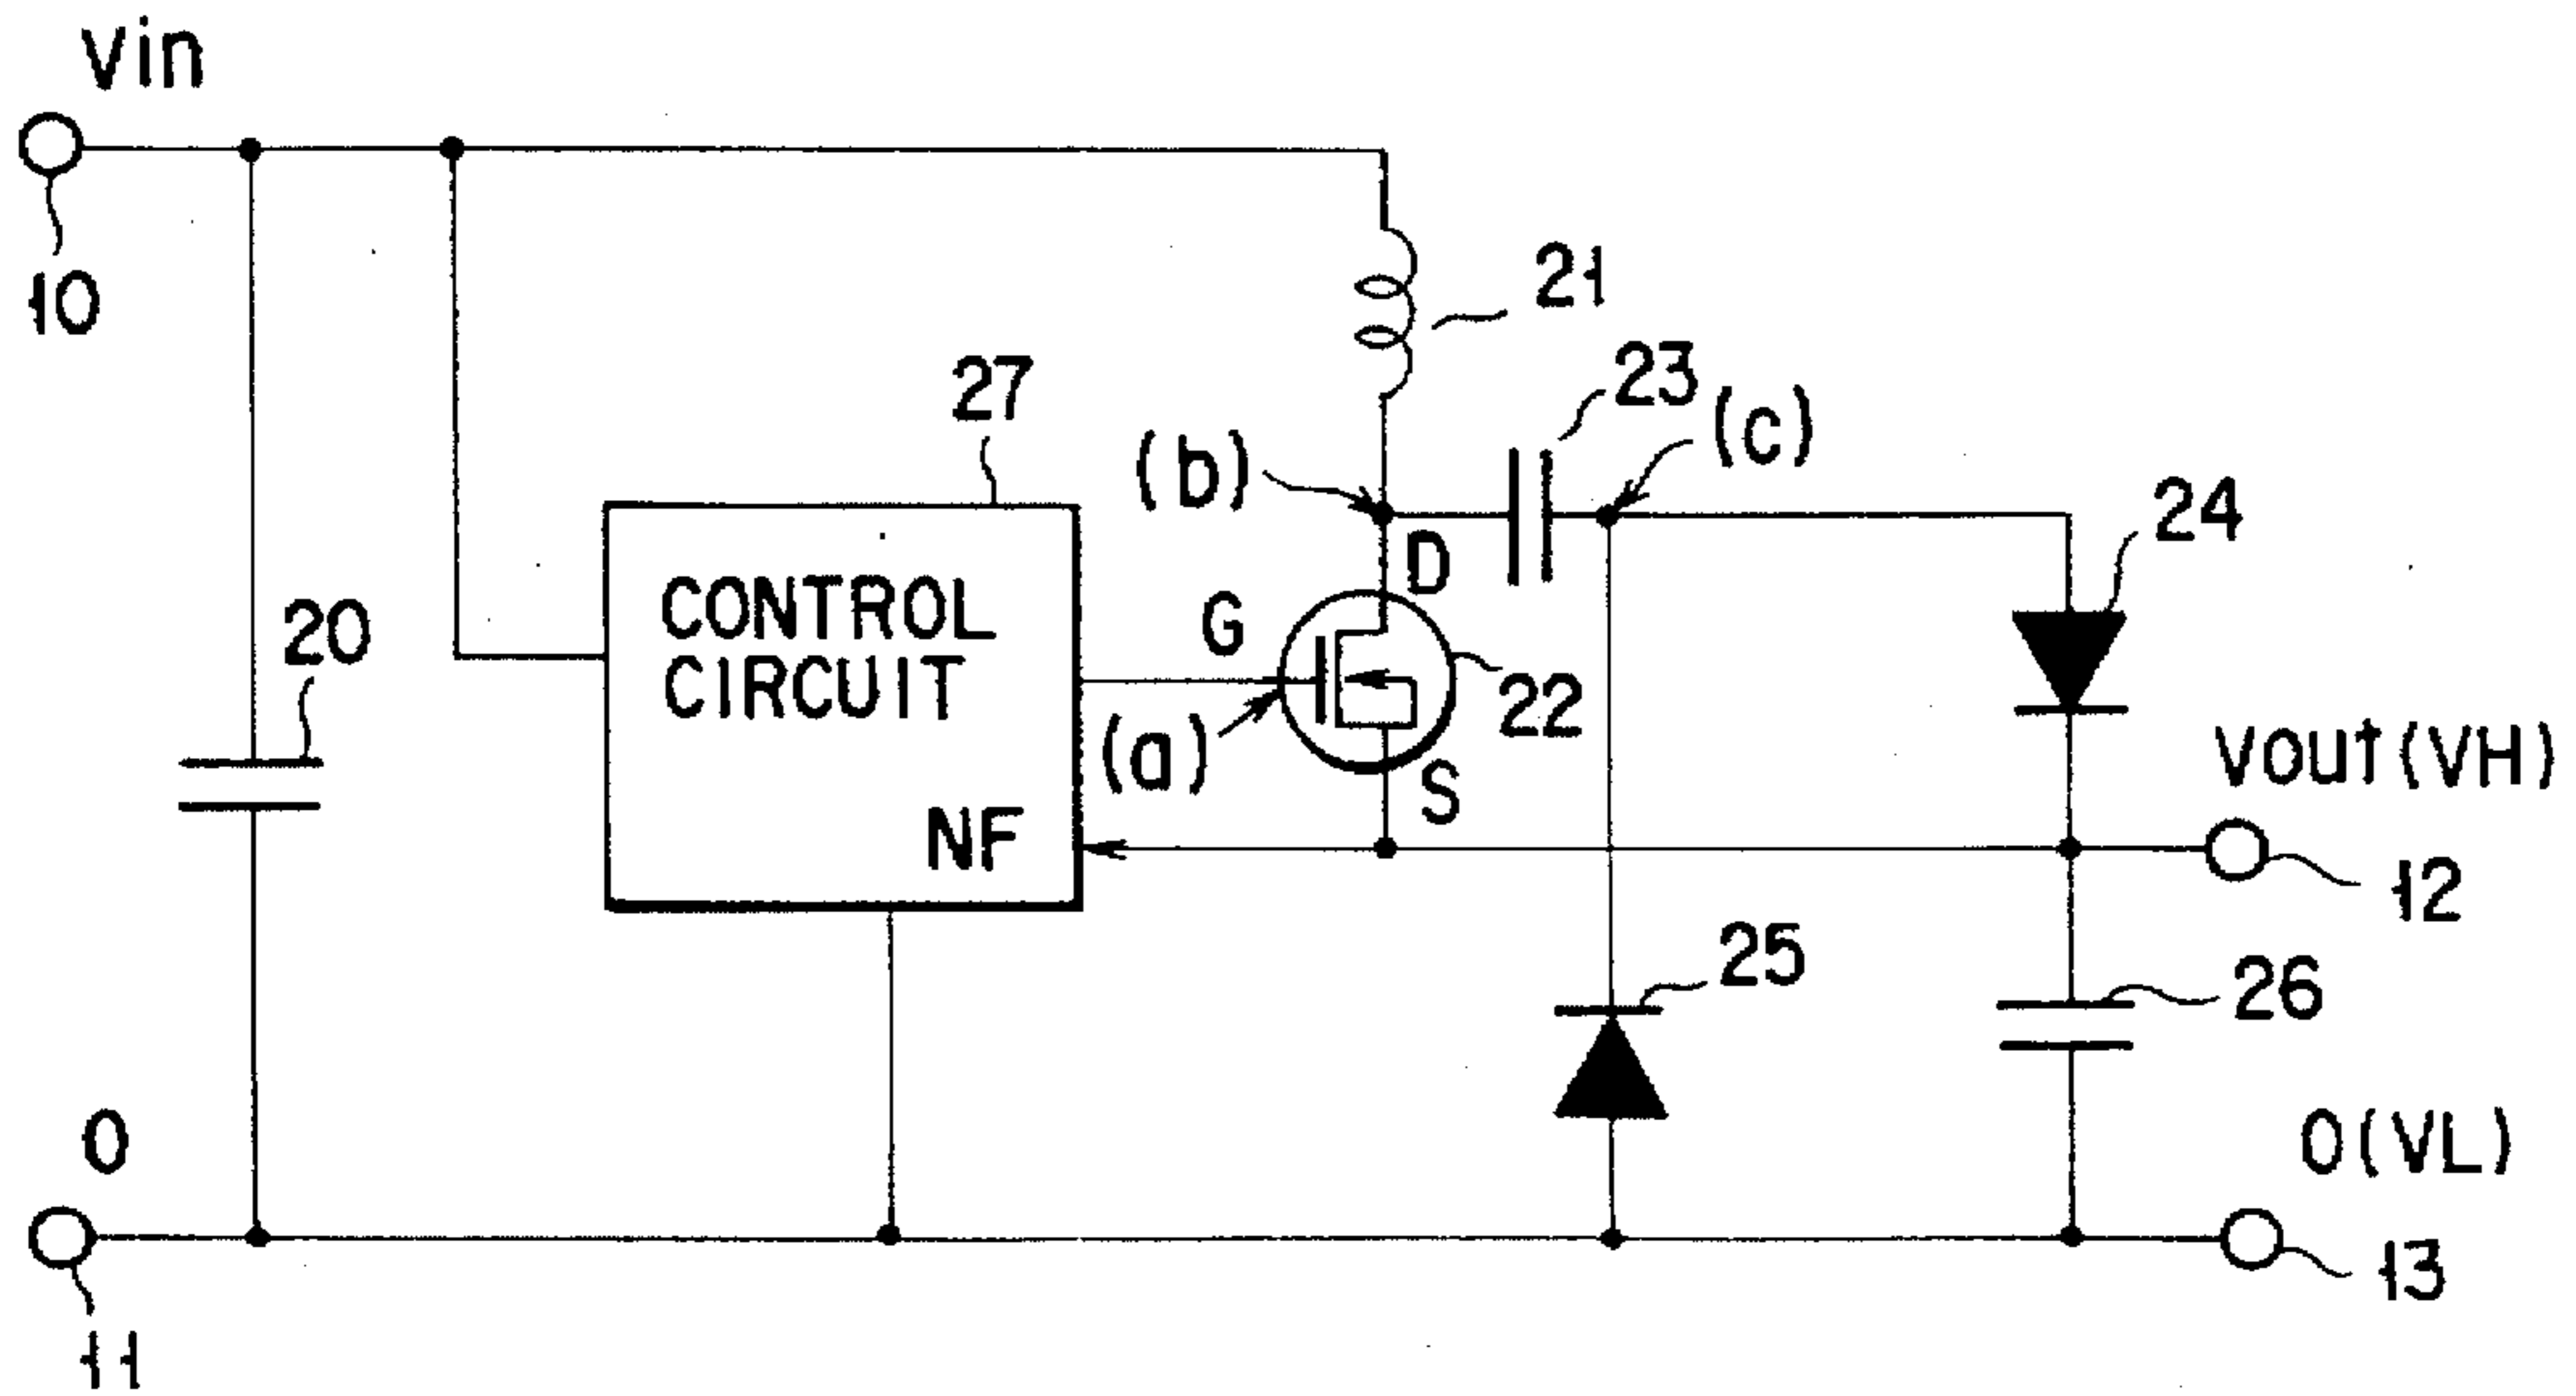 Vin
10
21
23
(c)
27
(b)
24
D
CONTROL
CIRCUIT
G
20
22
(a)
S
Vout(VH)
NF
12
25
26
0
0(VL)
13
11